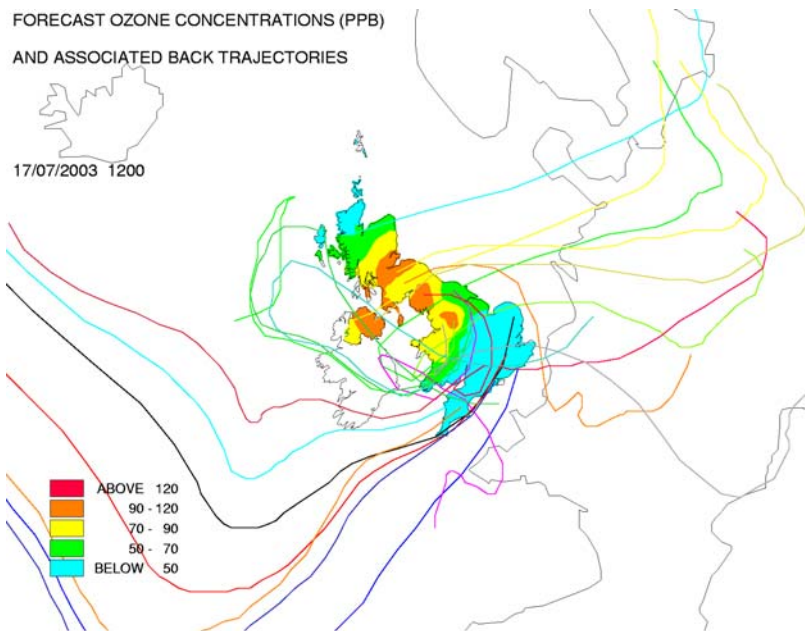 FORECAST OZONE CONCENTRATIONS (PPB)
AND ASSOCIATED BACK TRAJECTORIES
17/07/2003 1200
ABOVE 120
90 - 120
70 - 90
50 - 70
BELOW 50